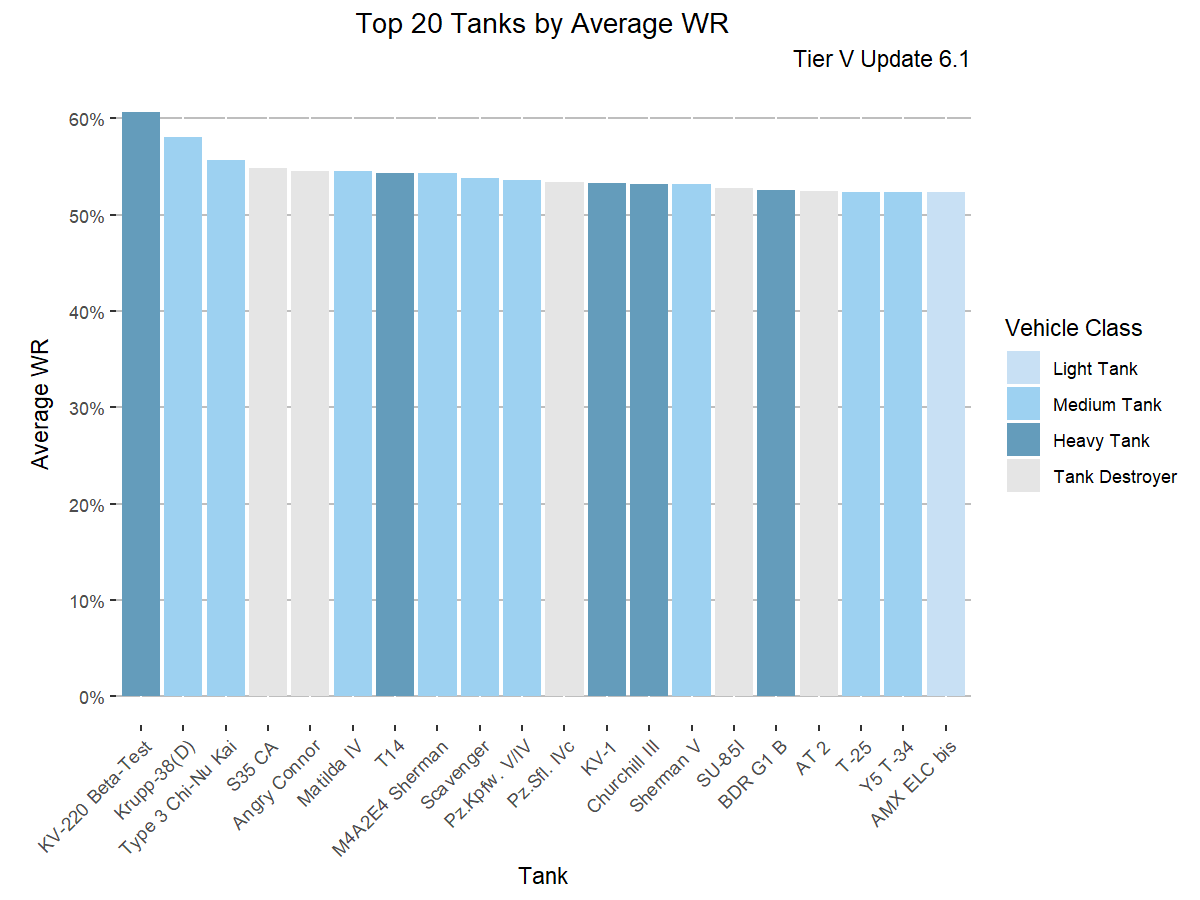 Top 20 Tanks by Average WR
Tier V Update 6.1
60%
50%
40%
30%
20%
10%
0%
Average WR
KV-220 Beta-Test
Krupp-38(D)
Type 3 Chi-Nu Kai
S35 CA
Angry Connor
Matilda IV
T14
M4A2E4 Sherman
Scavenger
Pz.Kpfw. V/IV
Pz.Sfl. IVc
KV-1
Churchill III
Sherman V
SU-85I
BDR G1 B
AT 2
T-25
Y5 T-34
AMX ELC bis
Tank
Vehicle Class
Light Tank
Medium Tank
Heavy Tank
Tank Destroyer